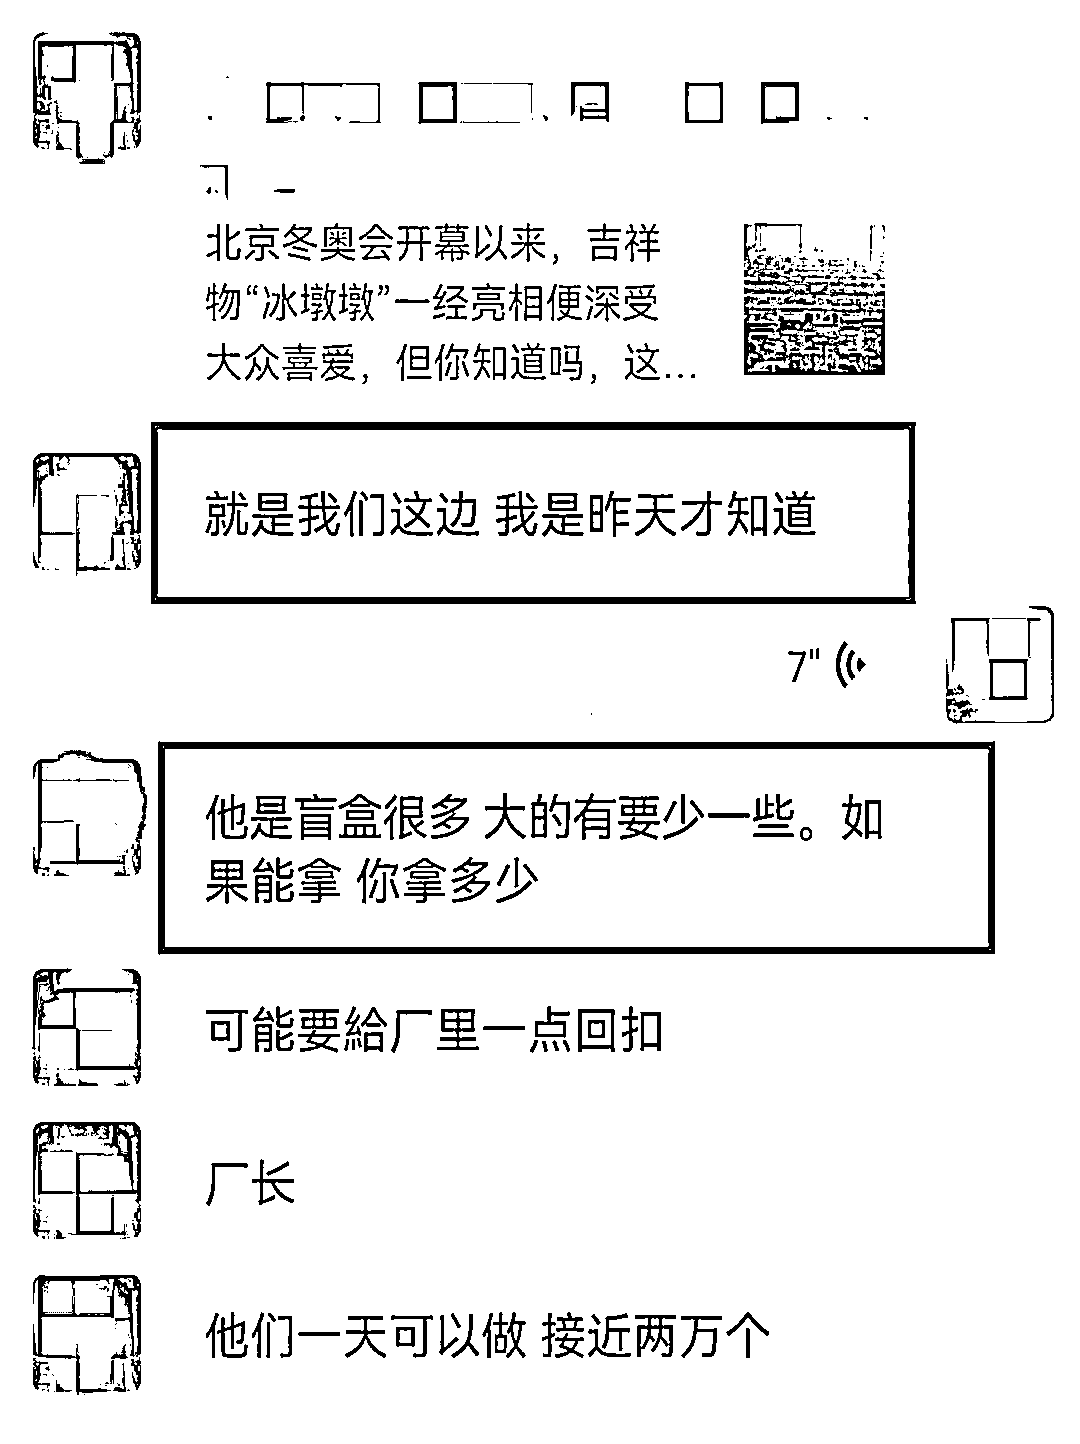 北京冬奥会开幕以来，吉祥
物“冰墩墩”一经亮相便深受
大众喜爱，但你知道吗，这...
就是我们这边 我是昨天才知道
7"
他是盲盒很多 大的有要少一些。如
果能拿 你拿多少
可能要給厂里一点回扣
厂长
他们一天可以做 接近两万个